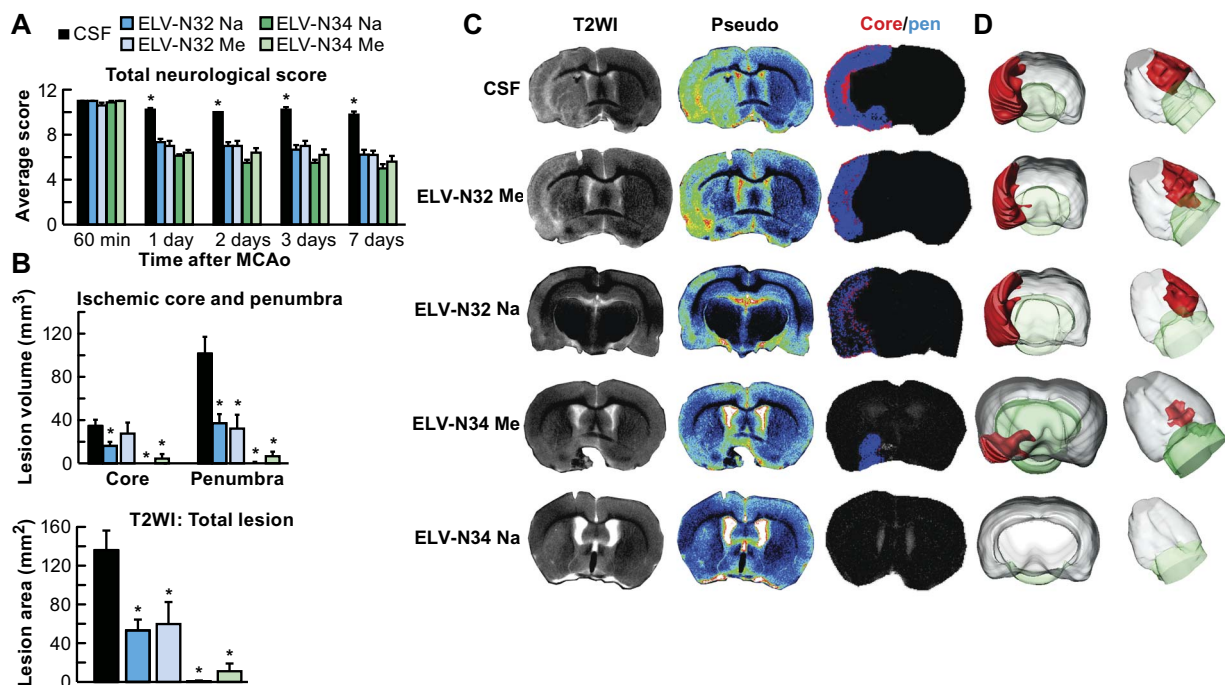 A
CSF
ELV-N32 Na
ELV-N34 Na
ELV-N32 Me
ELV-N34 Me
Total neurological score
Average score
12
8
4
0
*
*
*
*
60 min
1 day
2 days
3 days
7 days
Time after MCAo
B
Ischemic core and penumbra
Lesion volume (mm³)
120
80
40
0
*
*
*
*
*
*
*
Core
Penumbra
T2WI: Total lesion
Lesion area (mm²)
160
120
80
60
20
0
*
*
*
*
C
T2WI
Pseudo
Core/pen
D
CSF
ELV-N32 Me
ELV-N32 Na
ELV-N34 Me
ELV-N34 Na